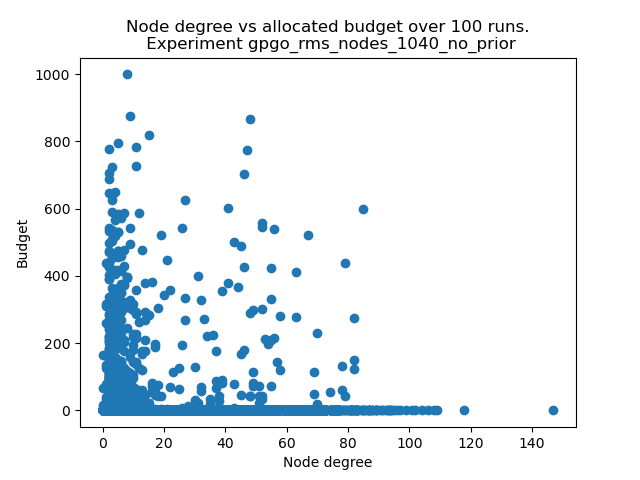 Node degree vs allocated budget over 100 runs.
Experiment gpgo_rms_nodes_1040_no_prior
1000
800
600
400
200
0
Budget
0 20 40 60 80 100 120 140
Node degree